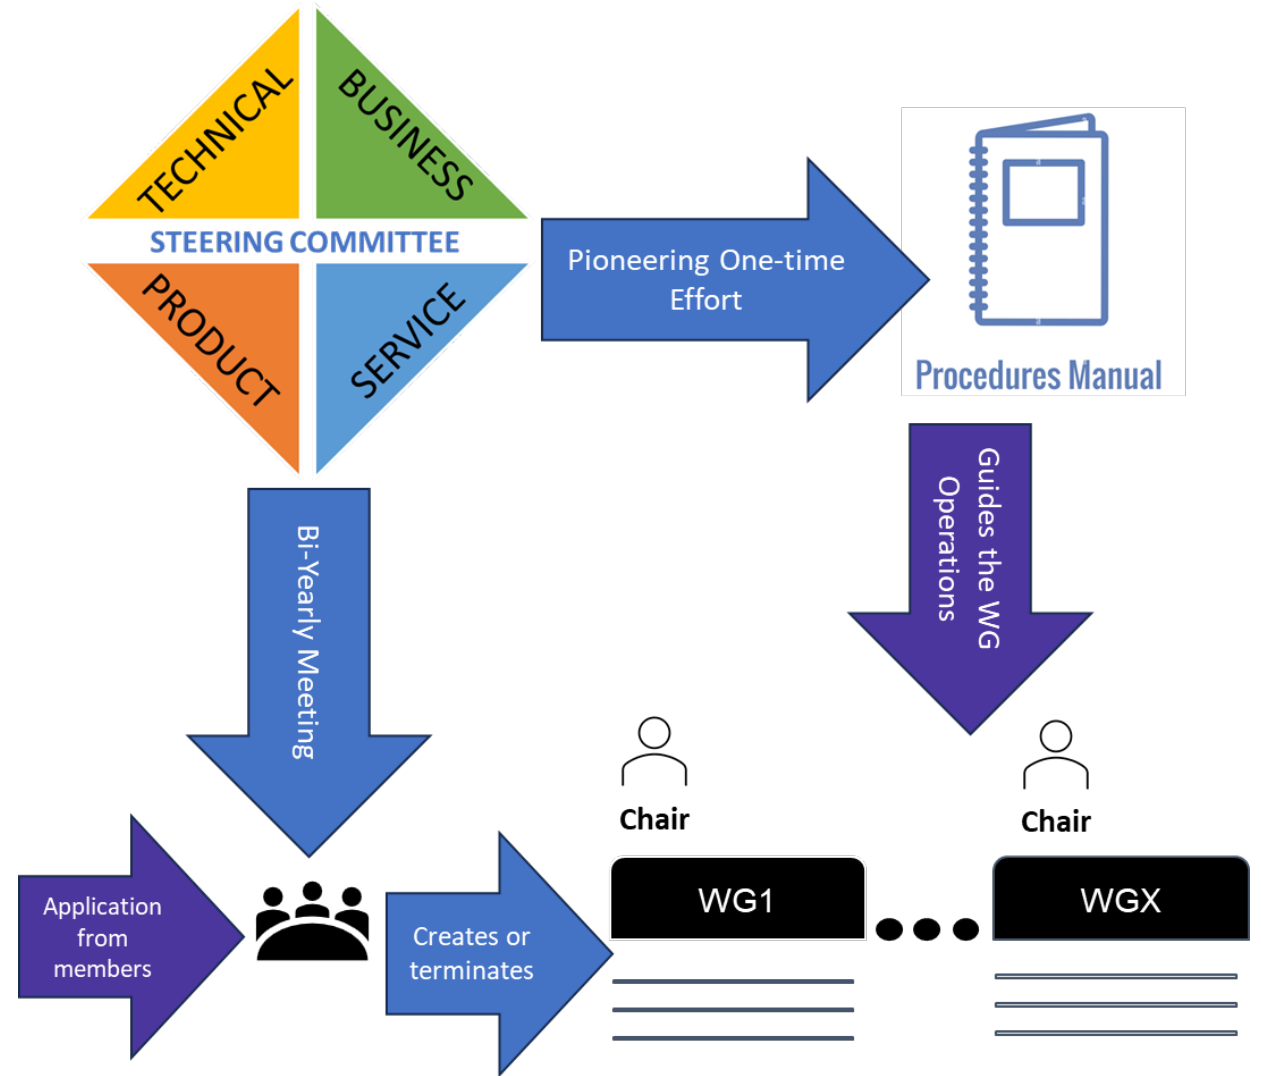 TECHNICAL
BUSINESS
STEERING COMMITTEE
PRODUCT
SERVICE
Pioneering One-time
Effort
Procedures Manual
Guides the WG
Operations
Bi-Yearly Meeting
Application
from
members
Creates or
terminates
Chair
WG1
Chair
WGX